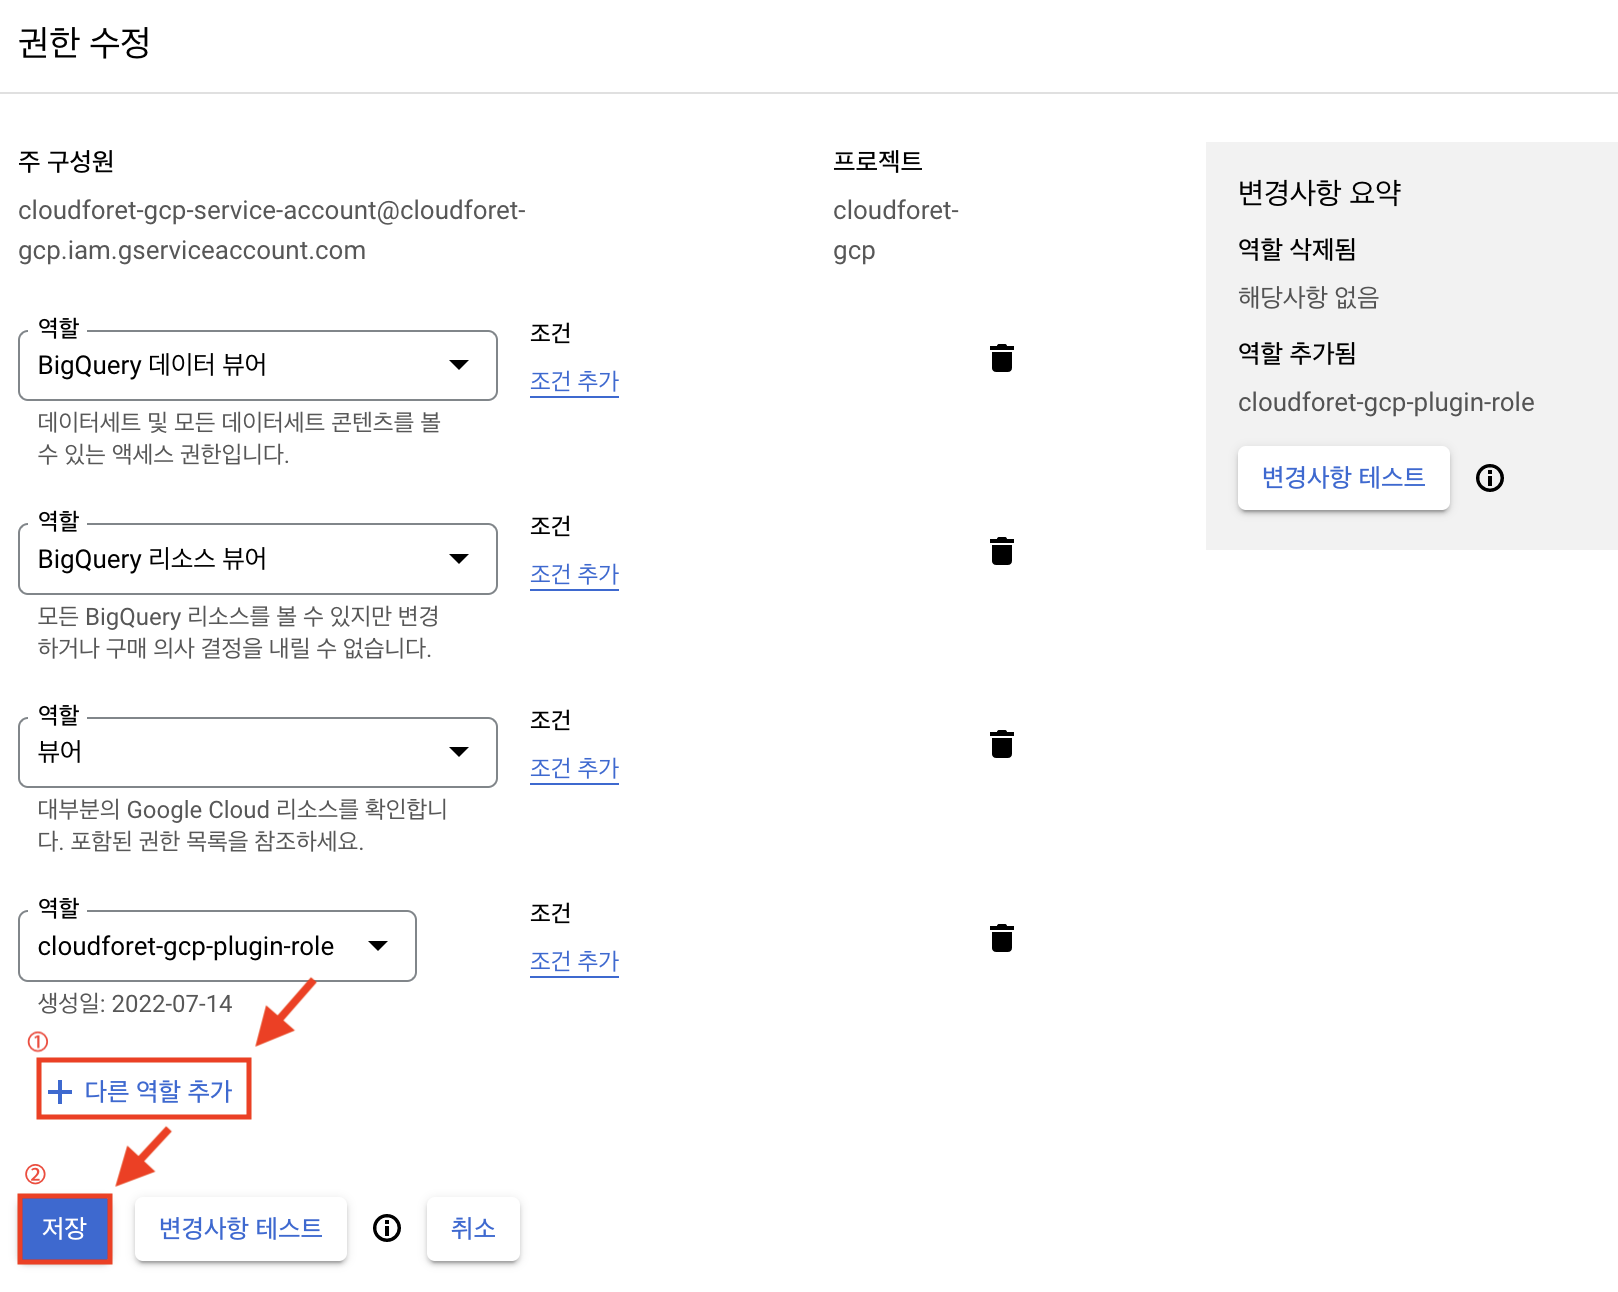 권한 수정
주 구성원
cloudforet-gcp-service-account@cloudforet-
gcp.iam.gserviceaccount.com
프로젝트
cloudforet-
gcp
역할
BigQuery 데이터 뷰어
데이터세트 및 모든 데이터세트 콘텐츠를 볼
수 있는 액세스 권한입니다.
조건
조건 추가
역할
BigQuery 리소스 뷰어
모든 BigQuery 리소스를 볼 수 있지만 변경
하거나 구매 의사 결정을 내릴 수 없습니다.
조건
조건 추가
역할
뷰어
대부분의 Google Cloud 리소스를 확인합니
다. 포함된 권한 목록을 참조하세요.
조건
조건 추가
역할
cloudforet-gcp-plugin-role
생성일: 2022-07-14
조건
조건 추가
①
+ 다른 역할 추가
②
저장
변경사항 테스트
취소
변경사항 요약
역할 삭제됨
해당사항 없음
역할 추가됨
cloudforet-gcp-plugin-role
변경사항 테스트